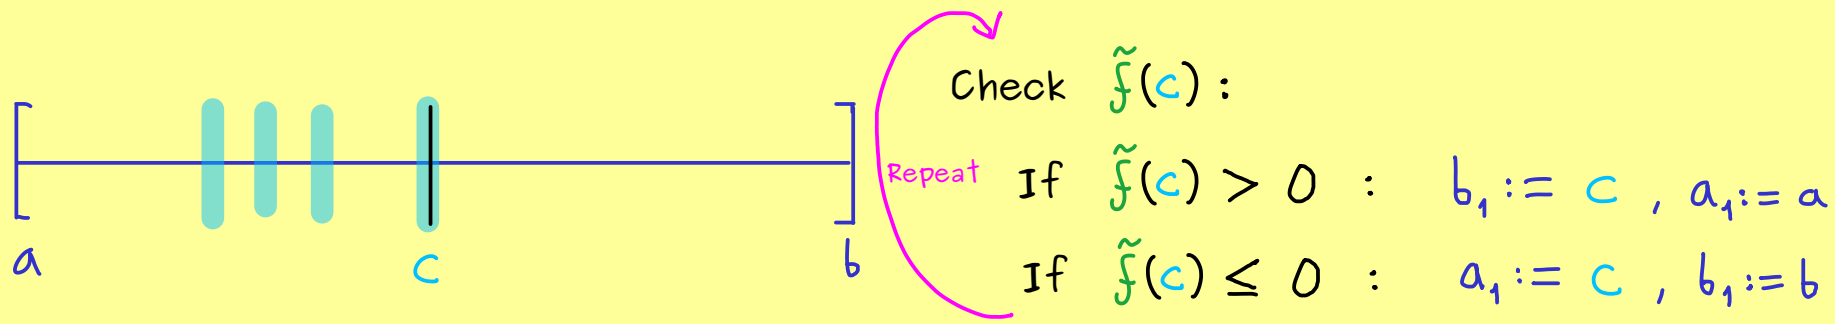 Check f̃(c) :
Repeat
If f̃(c) > 0 : b₁ := c , a₁ := a
If f̃(c) ≤ 0 : a₁ := c , b₁ := b
a c b